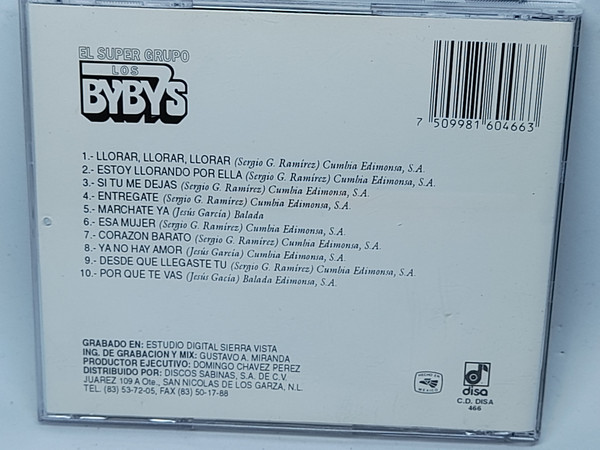 EL SUPER GRUPO
LOS
BYBYS
7 509981 604663
1.- LLORAR, LLORAR, LLORAR (Sergio G. Ramírez) Cumbia Edimonsa, S.A.
2.- ESTOY LLORANDO POR ELLA (Sergio G. Ramírez) Cumbia Edimonsa, S.A.
3.- SI TU ME DEJAS (Sergio G. Ramírez) Cumbia Edimonsa, S.A.
4.- ENTREGATE (Sergio G. Ramírez) Cumbia Edimonsa, S.A.
5.- MARCHATE YA (Jesús García) Balada
6.- ESA MUJER (Sergio G. Ramírez) Cumbia Edimonsa, S.A.
7.- CORAZON BARATO (Sergio G. Ramírez) Cumbia Edimonsa, S.A.
8.- YA NO HAY AMOR (Jesús García) Cumbia Edimonsa, S.A.
9.- DESDE QUE LLEGASTE TU (Sergio G. Ramírez) Cumbia Edimonsa, S.A.
10.- POR QUE TE VAS (Jesús Gacía) Balada Edimonsa, S.A.
GRABADO EN: ESTUDIO DIGITAL SIERRA VISTA
ING. DE GRABACION Y MIX: GUSTAVO A. MIRANDA
PRODUCTOR EJECUTIVO: DOMINGO CHAVEZ PEREZ
DISTRIBUIDO POR: DISCOS SABINAS, S.A. DE C.V.
JUAREZ 109 A Ote., SAN NICOLAS DE LOS GARZA, N.L.
TEL. (83) 53-72-05, FAX (83) 50-17-88
HECHO EN
MEXICO
disa
C.D. DISA
466